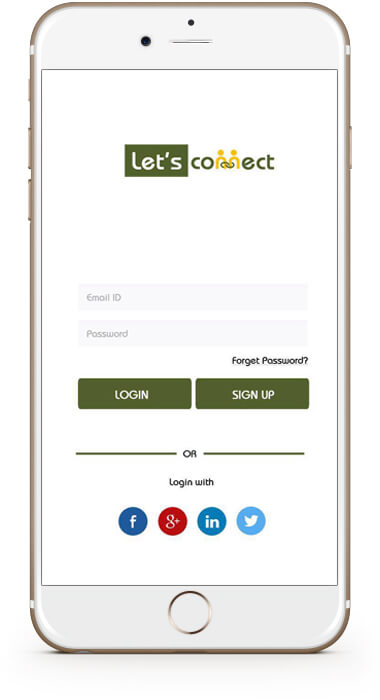 Let's connect
Email ID
Password
Forget Password?
LOGIN SIGN UP
OR
Login with
f g+ in